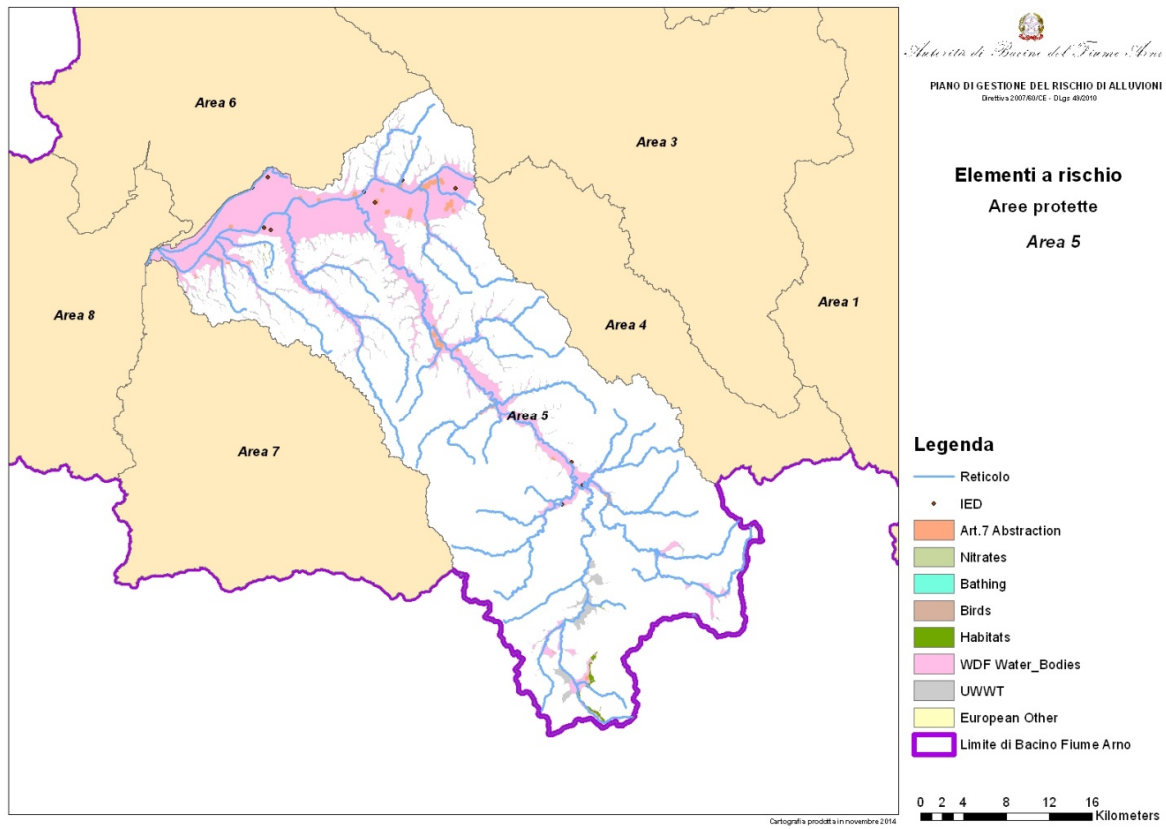 Autorità di Bacino del Fiume Arno
PIANO DI GESTIONE DEL RISCHIO DI ALLUVIONI
Direttiva 2007/60/CE - DLgs 49/2010
Elementi a rischio
Aree protette
Area 5
Area 6
Area 3
Area 8
Area 4
Area 1
Area 5
Area 7
Legenda
Reticolo
IED
Art.7 Abstraction
Nitrates
Bathing
Birds
Habitats
WDF Water_Bodies
UWWT
European Other
Limite di Bacino Fiume Arno
0 2 4 8 12 16
Kilometers
Cartografia prodotta in novembre 2014